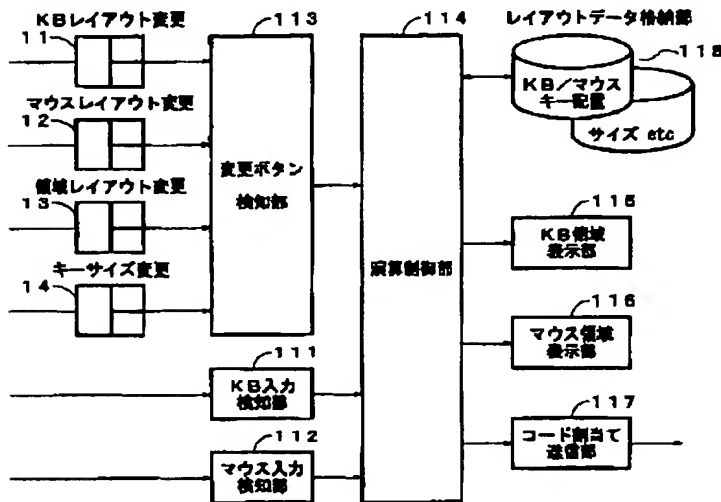 KBレイアウト変更
11
マウスレイアウト変更
12
領域レイアウト変更
13
キーサイズ変更
14
113
変更ボタン
検知部
111
KB入力
検知部
112
マウス入力
検知部
114
演算制御部
レイアウトデータ格納部
118
KB/マウス
キー配置
サイズ etc
115
KB領域
表示部
116
マウス領域
表示部
117
コード割当て
送信部